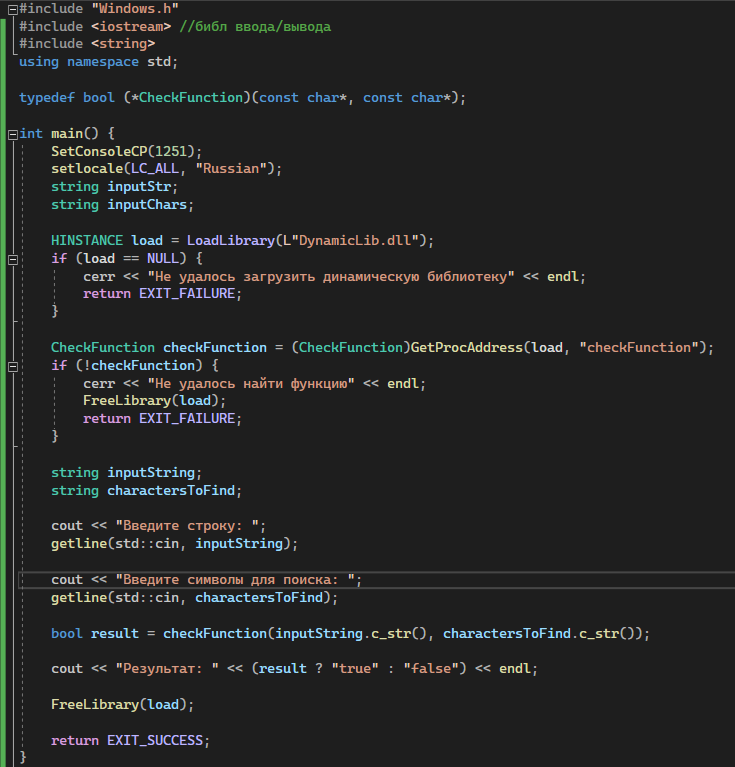 #include "Windows.h"
#include <iostream> //библ ввода/вывода
#include <string>
using namespace std;
typedef bool (*CheckFunction)(const char*, const char*);
int main() {
SetConsoleCP(1251);
setlocale(LC_ALL, "Russian");
string inputStr;
string inputChars;
HINSTANCE load = LoadLibrary(L"DynamicLib.dll");
if (load == NULL) {
cerr << "Не удалось загрузить динамическую библиотеку" << endl;
return EXIT_FAILURE;
}
CheckFunction checkFunction = (CheckFunction)GetProcAddress(load, "checkFunction");
if (!checkFunction) {
cerr << "Не удалось найти функцию" << endl;
FreeLibrary(load);
return EXIT_FAILURE;
}
string inputString;
string charactersToFind;
cout << "Введите строку: ";
getline(std::cin, inputString);
cout << "Введите символы для поиска: ";
getline(std::cin, charactersToFind);
bool result = checkFunction(inputString.c_str(), charactersToFind.c_str());
cout << "Результат: " << (result ? "true" : "false") << endl;
FreeLibrary(load);
return EXIT_SUCCESS;
}